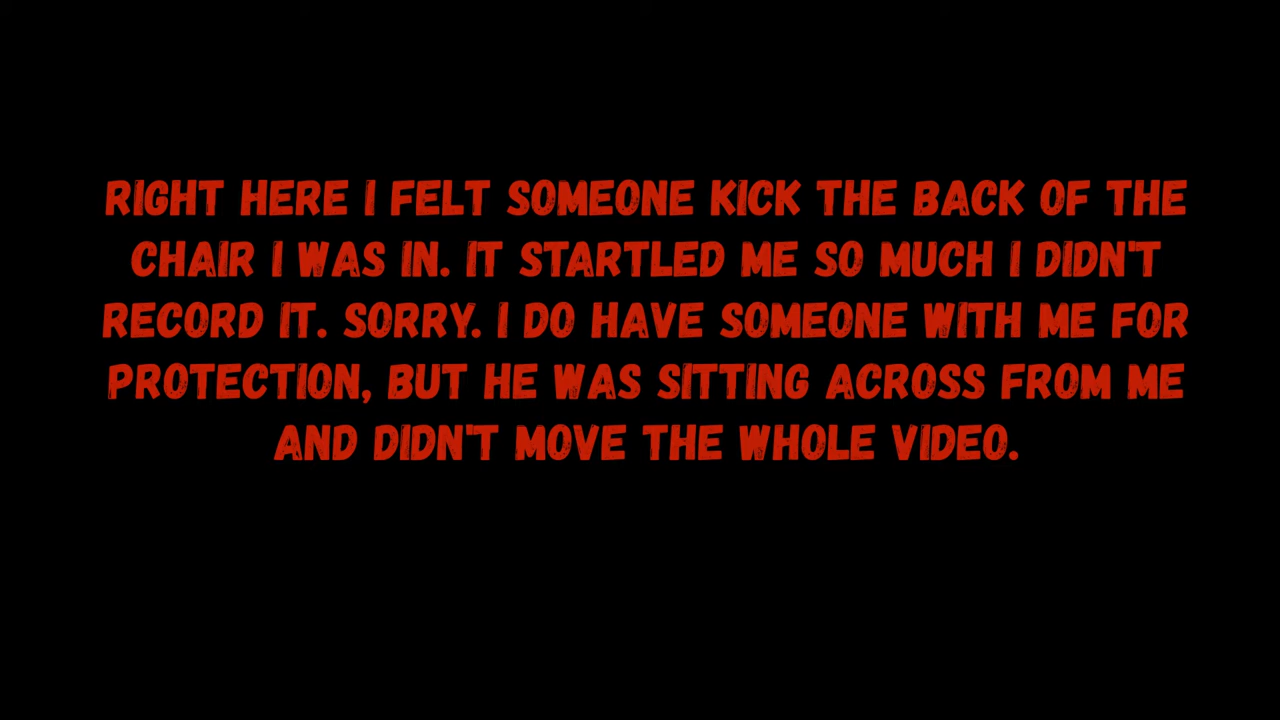 RIGHT HERE I FELT SOMEONE KICK THE BACK OF THE
CHAIR I WAS IN. IT STARTLED ME SO MUCH I DIDN'T
RECORD IT. SORRY. I DO HAVE SOMEONE WITH ME FOR
PROTECTION, BUT HE WAS SITTING ACROSS FROM ME
AND DIDN'T MOVE THE WHOLE VIDEO.